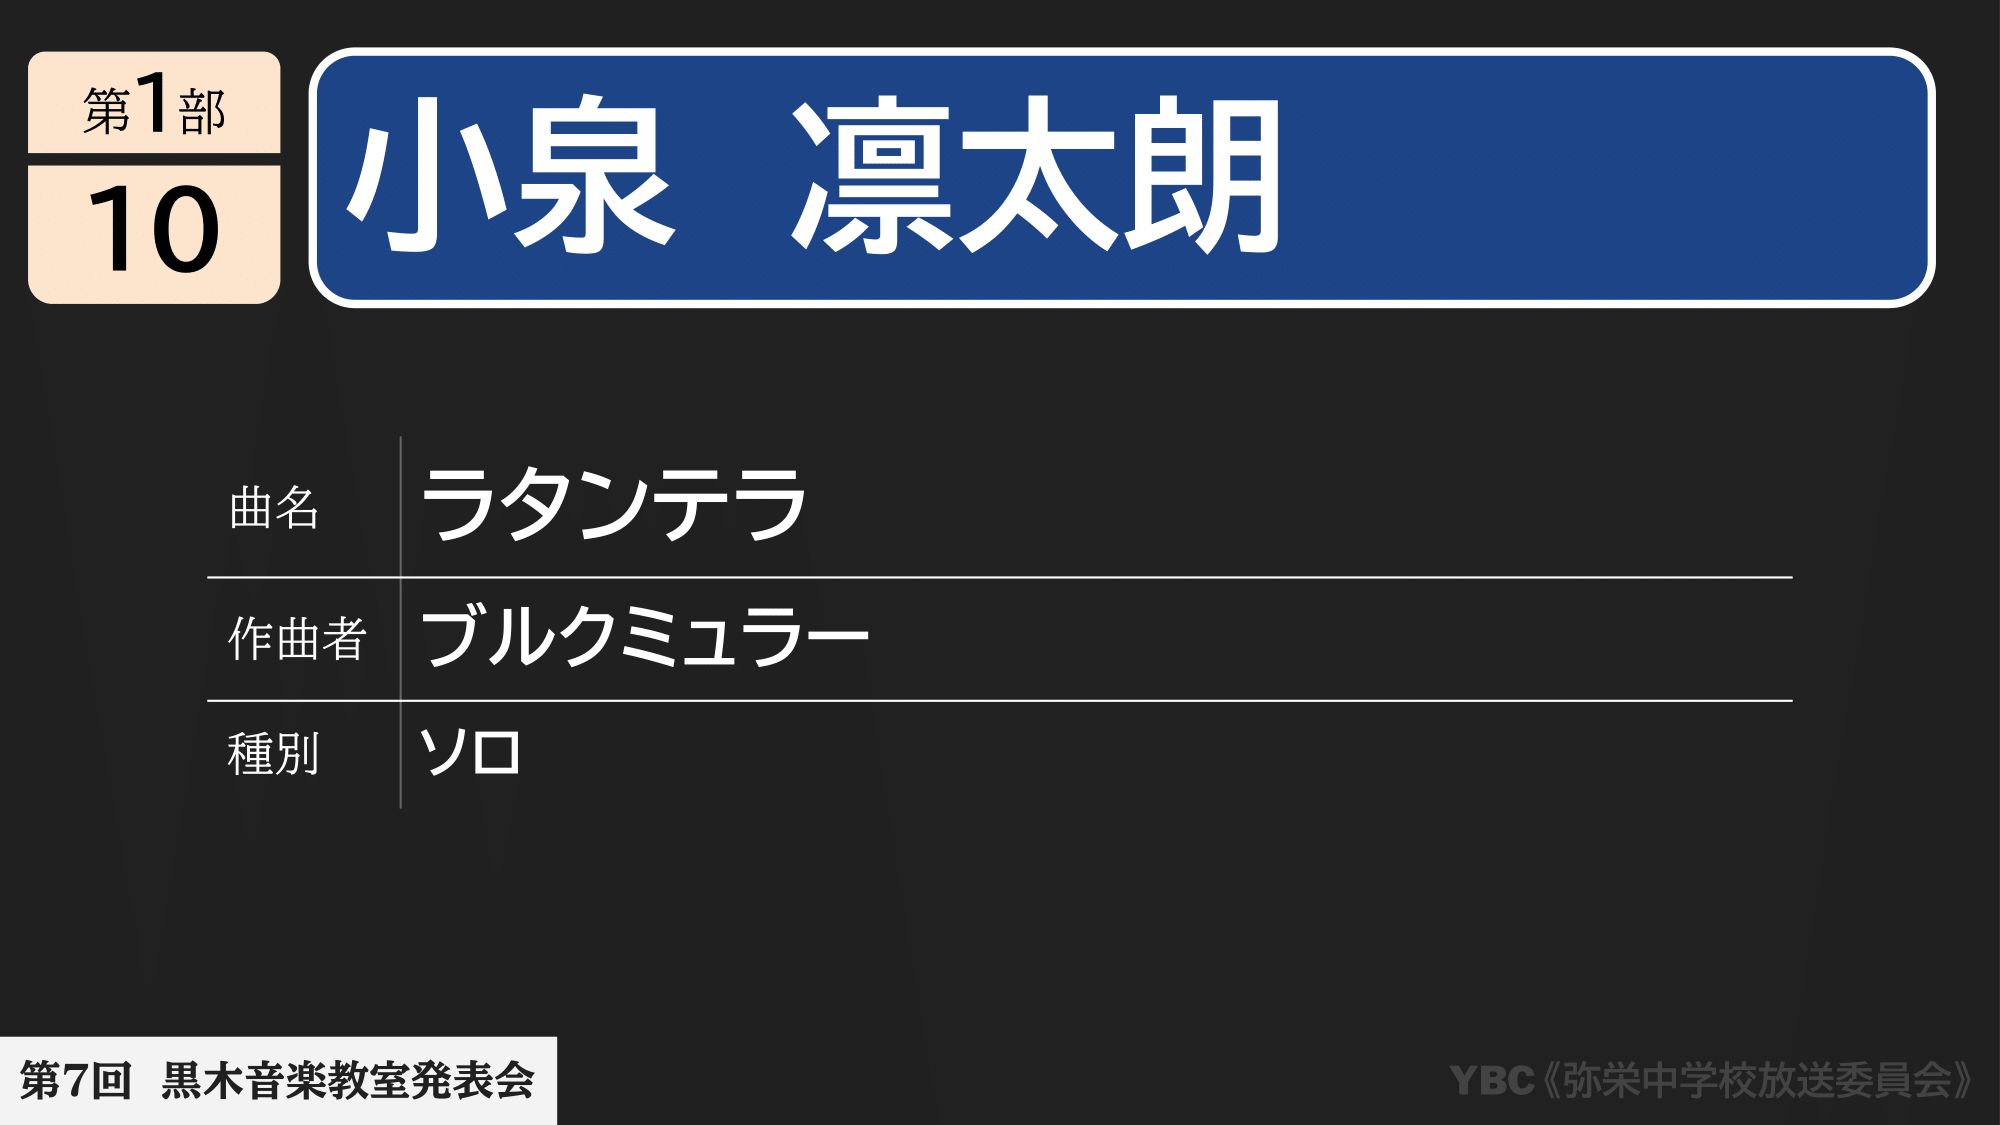 第1部
10
小泉 凛太朗
曲名 ラタンテラ
作曲者 ブルクミュラー
種別 ソロ
第7回 黒木音楽教室発表会
YBC《弥栄中学校放送委員会》